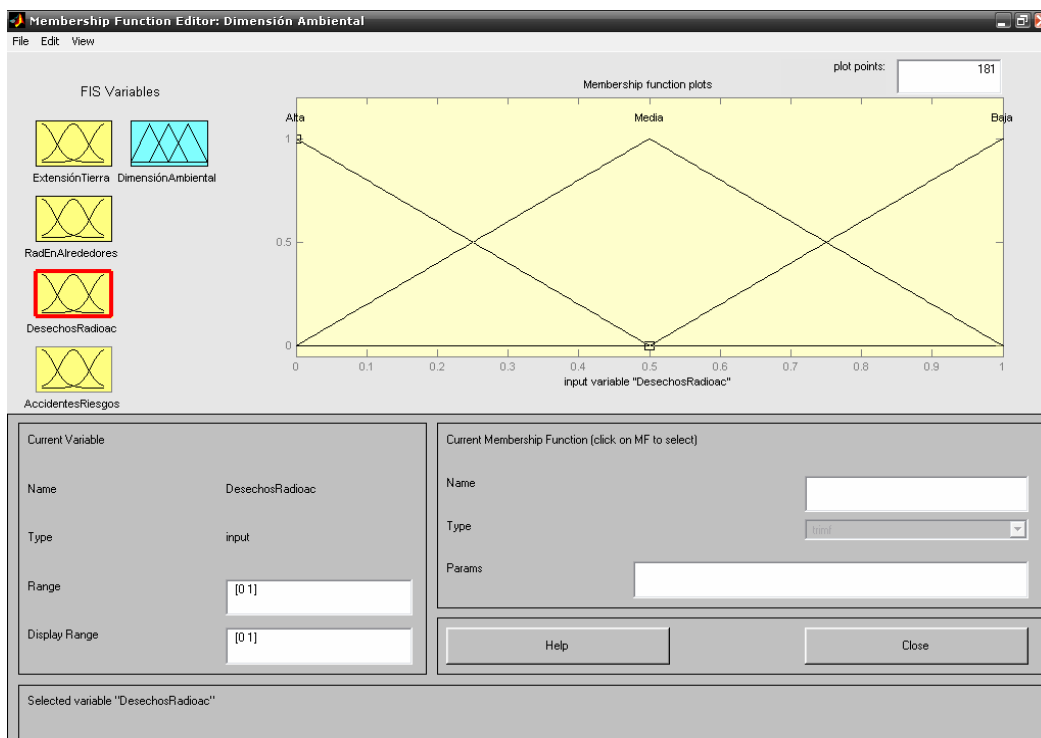 Membership Function Editor: Dimensión Ambiental
File Edit View
FIS Variables
ExtensiónTierra DimensiónAmbiental
RadEnAlrededores
DesechosRadioac
AccidentesRiesgos
plot points: 181
Membership function plots
Alta Media Baja
1
0.5
0
0 0.1 0.2 0.3 0.4 0.5 0.6 0.7 0.8 0.9 1
input variable "DesechosRadioac"
Current Variable
Name DesechosRadioac
Type input
Range [0 1]
Display Range [0 1]
Current Membership Function (click on MF to select)
Name
Type trimf
Params
Help Close
Selected variable "DesechosRadioac"